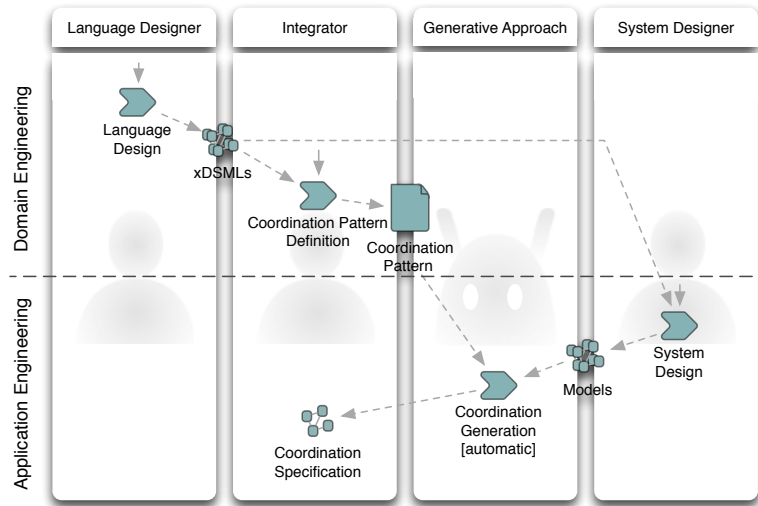 Language Designer
Integrator
Generative Approach
System Designer
Domain Engineering
Language
Design
xDSMLs
Coordination Pattern
Definition
Coordination
Pattern
Application Engineering
System
Design
Models
Coordination
Generation
[automatic]
Coordination
Specification